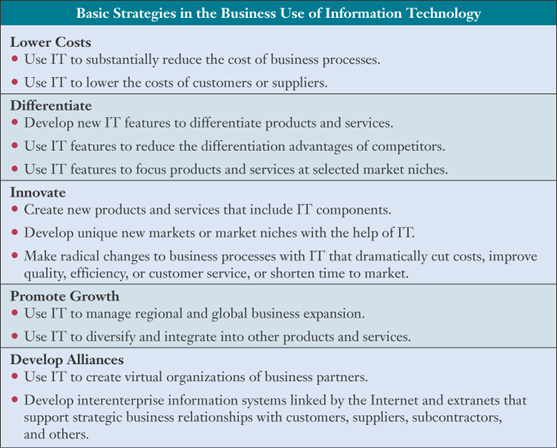 Basic Strategies in the Business Use of Information Technology
Lower Costs
• Use IT to substantially reduce the cost of business processes.
• Use IT to lower the costs of customers or suppliers.
Differentiate
• Develop new IT features to differentiate products and services.
• Use IT features to reduce the differentiation advantages of competitors.
• Use IT features to focus products and services at selected market niches.
Innovate
• Create new products and services that include IT components.
• Develop unique new markets or market niches with the help of IT.
• Make radical changes to business processes with IT that dramatically cut costs, improve
quality, efficiency, or customer service, or shorten time to market.
Promote Growth
• Use IT to manage regional and global business expansion.
• Use IT to diversify and integrate into other products and services.
Develop Alliances
• Use IT to create virtual organizations of business partners.
• Develop interenterprise information systems linked by the Internet and extranets that
support strategic business relationships with customers, suppliers, subcontractors,
and others.